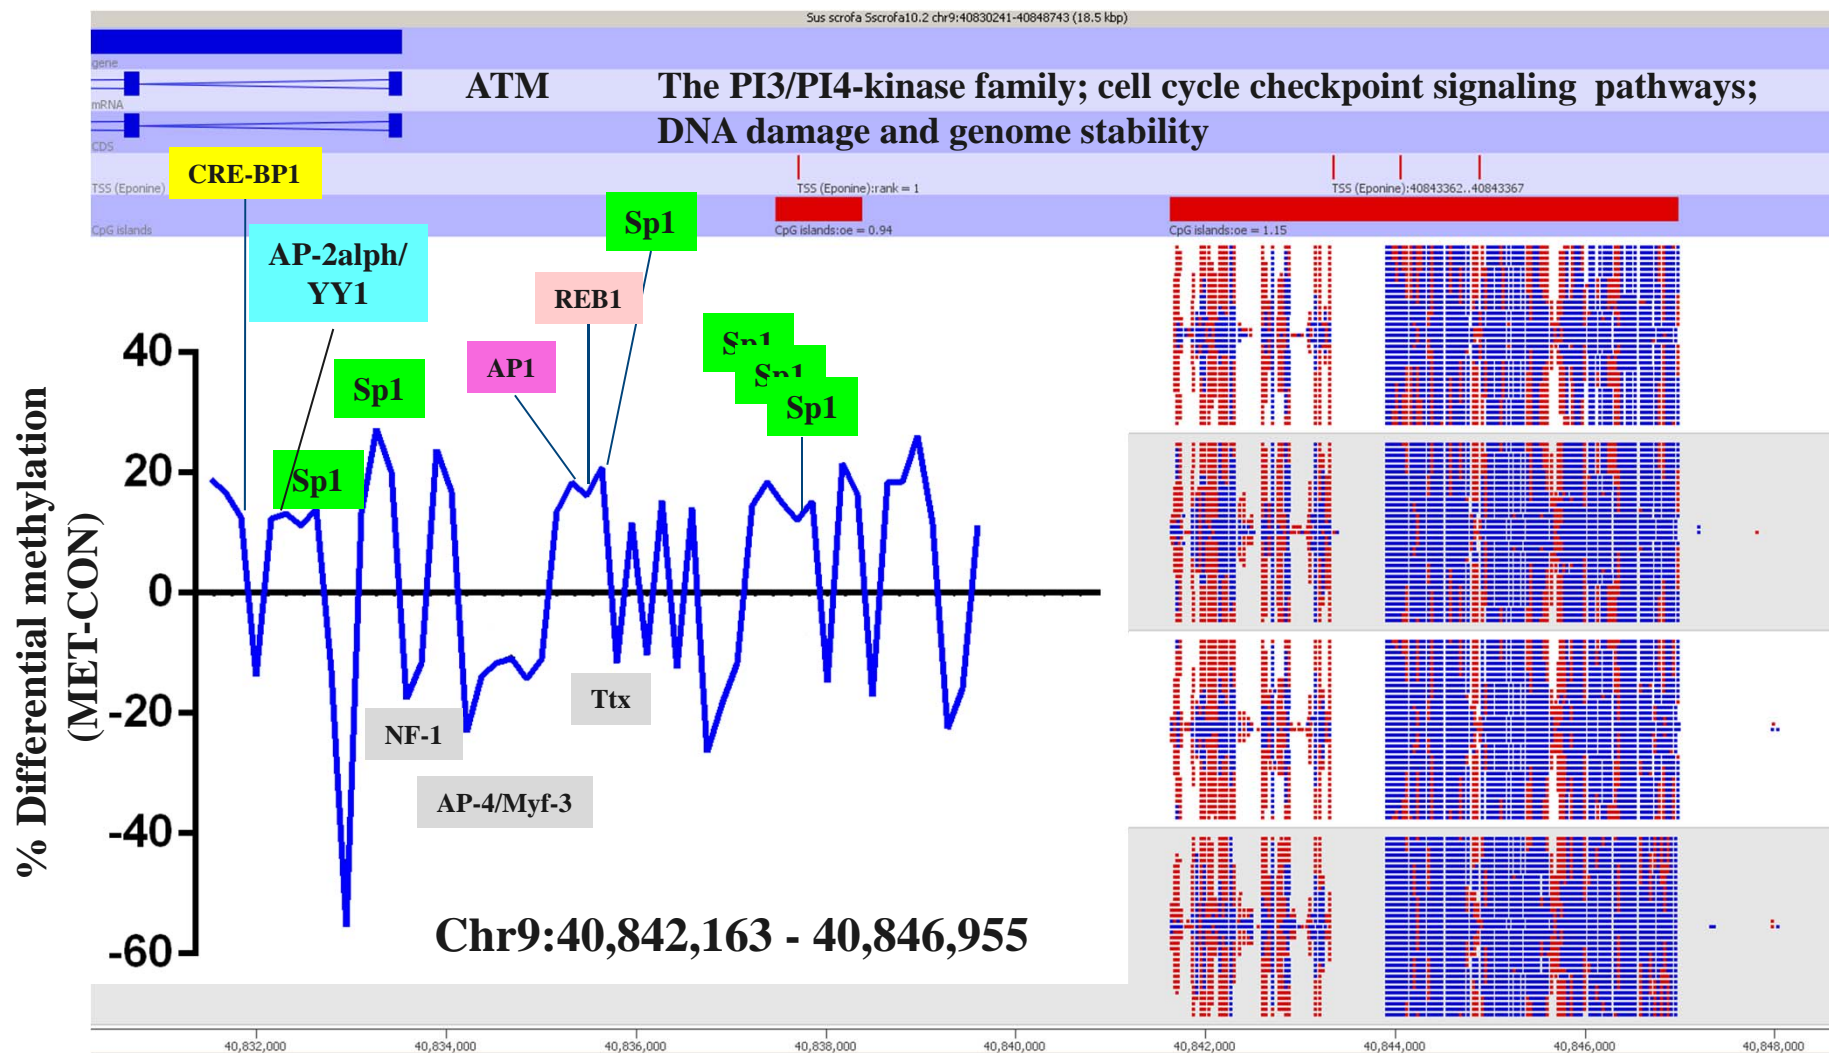 Sus scrofa Sscrofa10.2 chr9:40830241-40848743 (18.5 kbp)
gene
ATM
The PI3/PI4-kinase family; cell cycle checkpoint signaling pathways;
DNA damage and genome stability
mRNA
CDS
CRE-BP1
TSS (Eponine)
TSS (Eponine):rank = 1
TSS (Eponine):40843362..40843367
CpG islands
CpG islands:oe = 0.94
CpG islands:oe = 1.15
Sp1
AP-2alph/
YY1
REB1
AP1
Sp1
Sp1
Sp1
Sp1
Sp1
40
20
0
-20
-40
-60
% Differential methylation
(MET-CON)
Ttx
NF-1
AP-4/Myf-3
Chr9:40,842,163 - 40,846,955
40,832,000
40,834,000
40,836,000
40,838,000
40,840,000
40,842,000
40,844,000
40,846,000
40,848,000